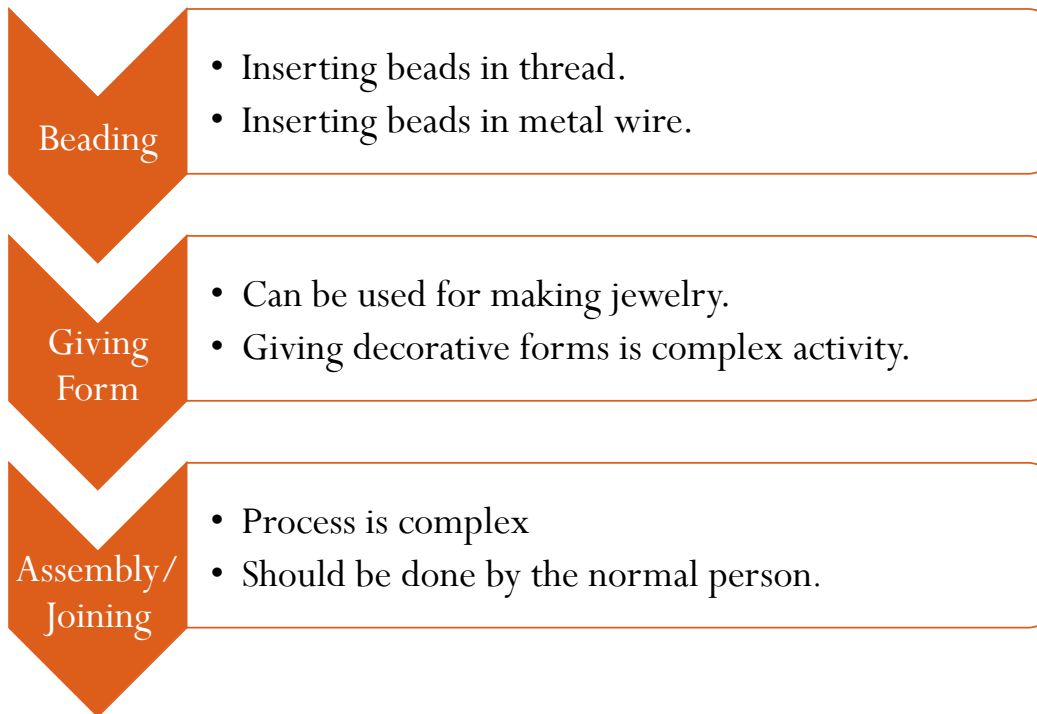 Beading
• Inserting beads in thread.
• Inserting beads in metal wire.
Giving
Form
• Can be used for making jewelry.
• Giving decorative forms is complex activity.
Assembly/
Joining
• Process is complex
• Should be done by the normal person.